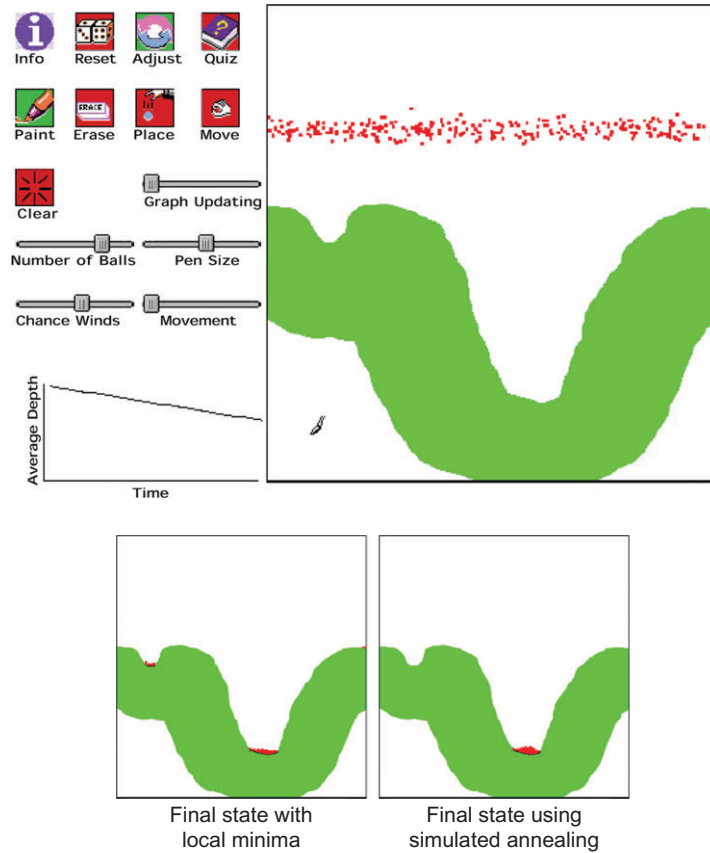 Info Reset Adjust Quiz
ERACE
Paint Erase Place Move
Clear
Graph Updating
Number of Balls Pen Size
Chance Winds Movement
Average Depth
Time
Final state with
local minima
Final state using
simulated annealing